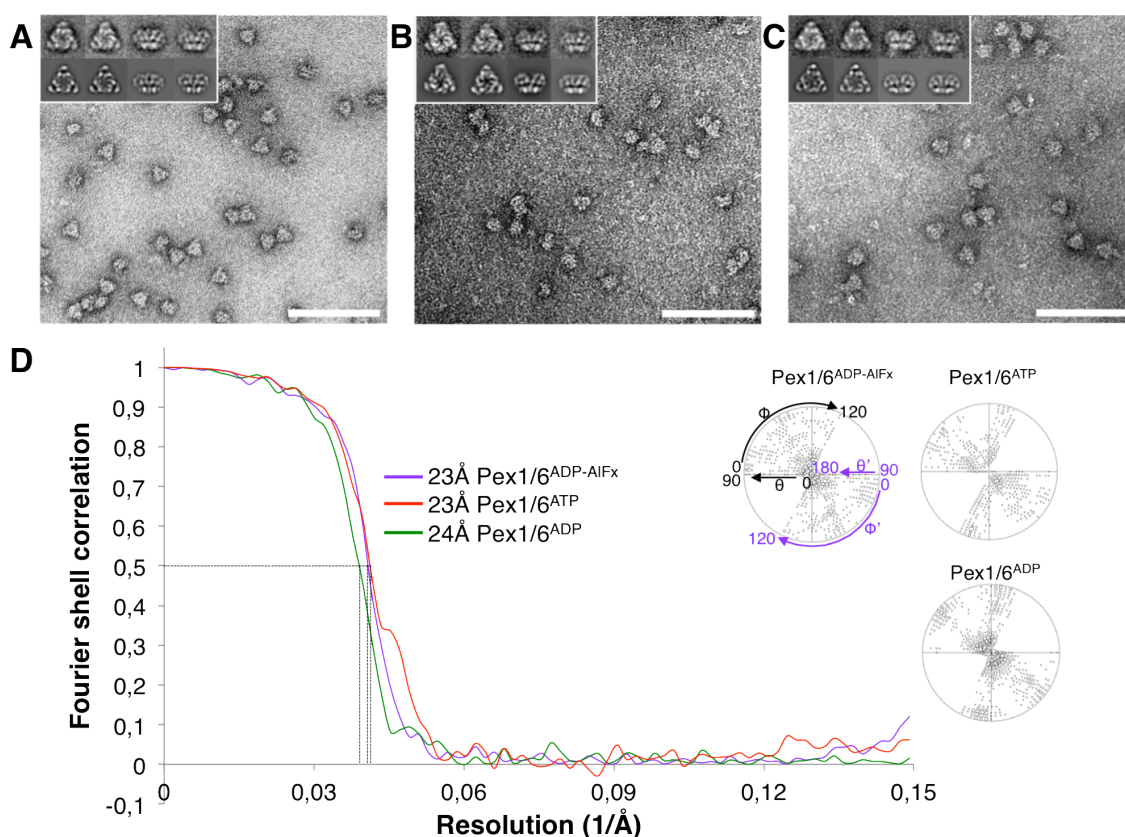 A
B
C
D
1
0,9
0,8
0,7
0,6
0,5
0,4
0,3
0,2
0,1
0
-0,1
Fourier shell correlation
0
0,03
0,06
0,09
0,12
0,15
Resolution (1/Å)
23Å Pex1/6ADP-AlFx
23Å Pex1/6ATP
24Å Pex1/6ADP
Pex1/6ADP-AlFx
Φ
120
0
90
θ
0
180
θ'
90
0
120
Φ'
Pex1/6ATP
Pex1/6ADP